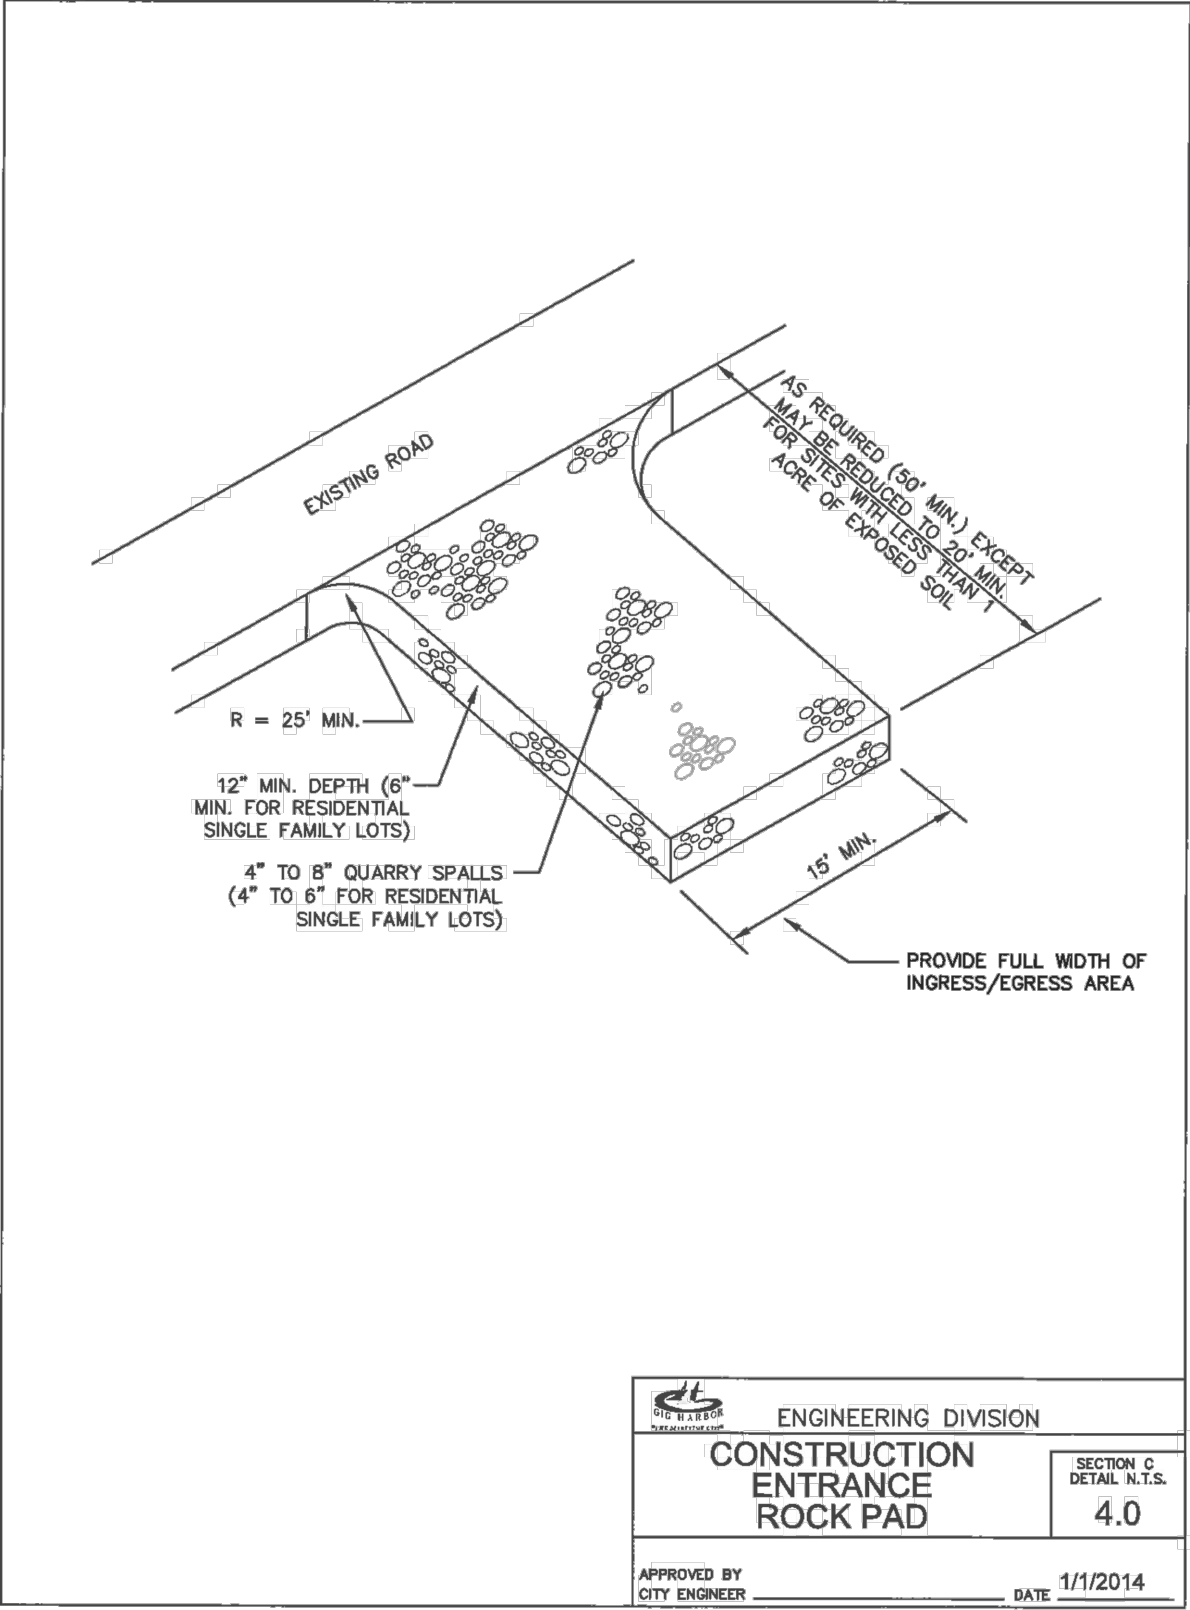 EXISTING ROAD
AS REQUIRED (50' MIN.) EXCEPT
MAY BE REDUCED TO 20' MIN.
FOR SITES WITH LESS THAN 1
ACRE OF EXPOSED SOIL
R = 25' MIN.
12" MIN. DEPTH (6"
MIN. FOR RESIDENTIAL
SINGLE FAMILY LOTS)
4" TO 8" QUARRY SPALLS
(4" TO 6" FOR RESIDENTIAL
SINGLE FAMILY LOTS)
15' MIN.
PROVIDE FULL WIDTH OF
INGRESS/EGRESS AREA
GIG HARBOR
ENGINEERING DIVISION
CONSTRUCTION
ENTRANCE
ROCK PAD
SECTION C
DETAIL N.T.S.
4.0
APPROVED BY
CITY ENGINEER
DATE 1/1/2014